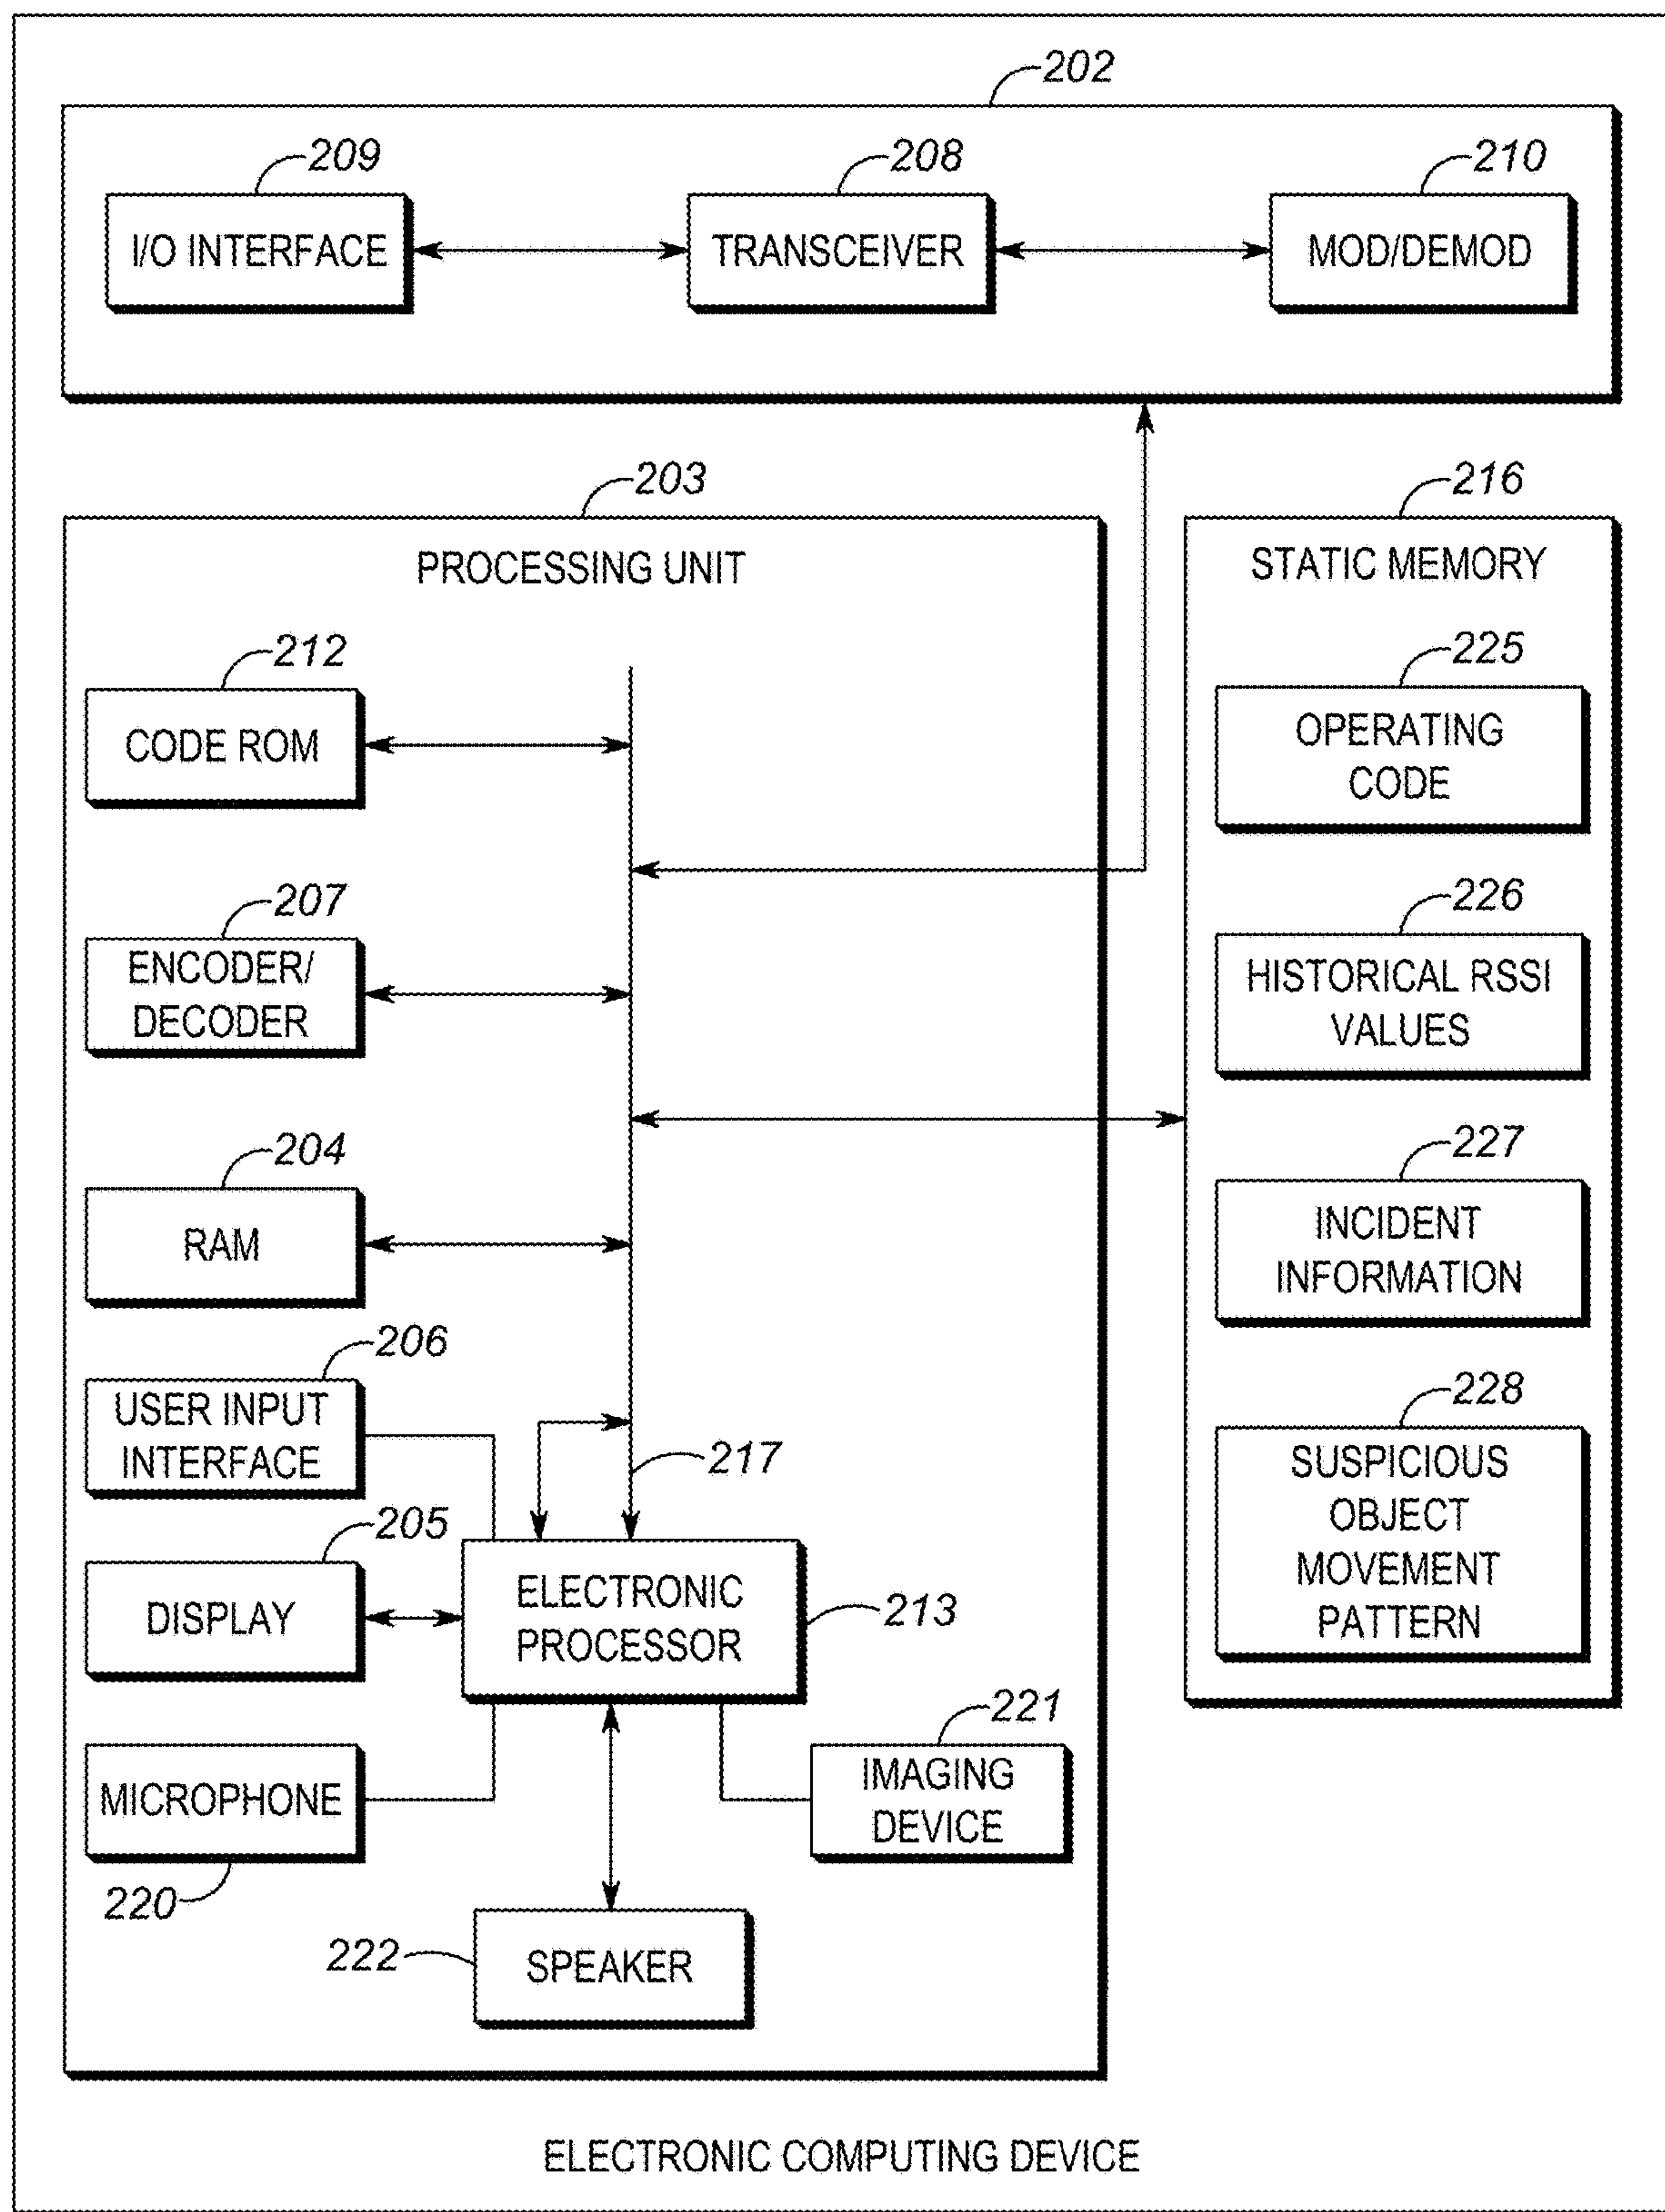 202
209
208
210
I/O INTERFACE
TRANSCEIVER
MOD/DEMOD
203
PROCESSING UNIT
212
CODE ROM
207
ENCODER/
DECODER
204
RAM
206
USER INPUT
INTERFACE
217
205
DISPLAY
ELECTRONIC
PROCESSOR
213
MICROPHONE
220
221
IMAGING
DEVICE
222
SPEAKER
216
STATIC MEMORY
225
OPERATING
CODE
226
HISTORICAL RSSI
VALUES
227
INCIDENT
INFORMATION
228
SUSPICIOUS
OBJECT
MOVEMENT
PATTERN
ELECTRONIC COMPUTING DEVICE